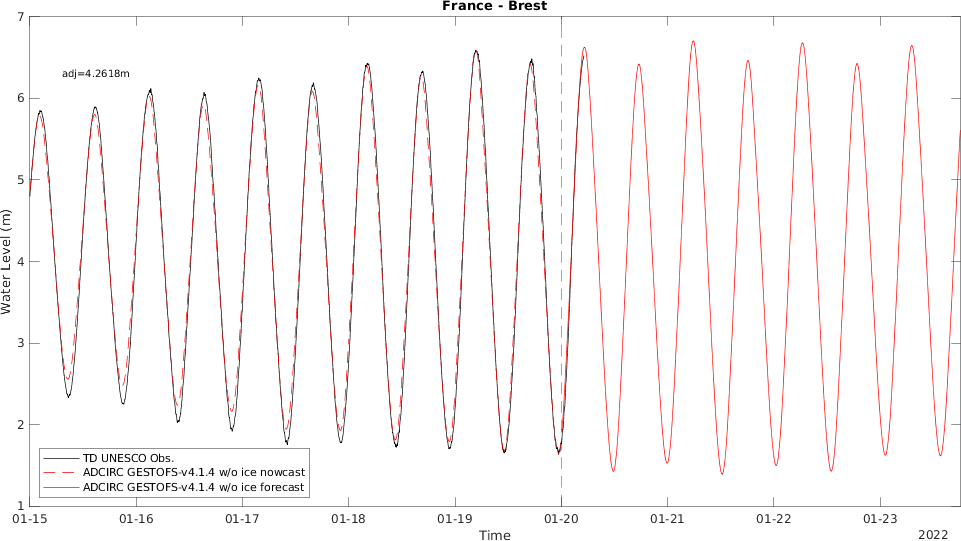 France - Brest
adj=4.2618m
7
6
5
4
3
2
1
Water Level (m)
TD UNESCO Obs.
ADCIRC GESTOFS-v4.1.4 w/o ice nowcast
ADCIRC GESTOFS-v4.1.4 w/o ice forecast
01-15 01-16 01-17 01-18 01-19 01-20 01-21 01-22 01-23
Time
2022